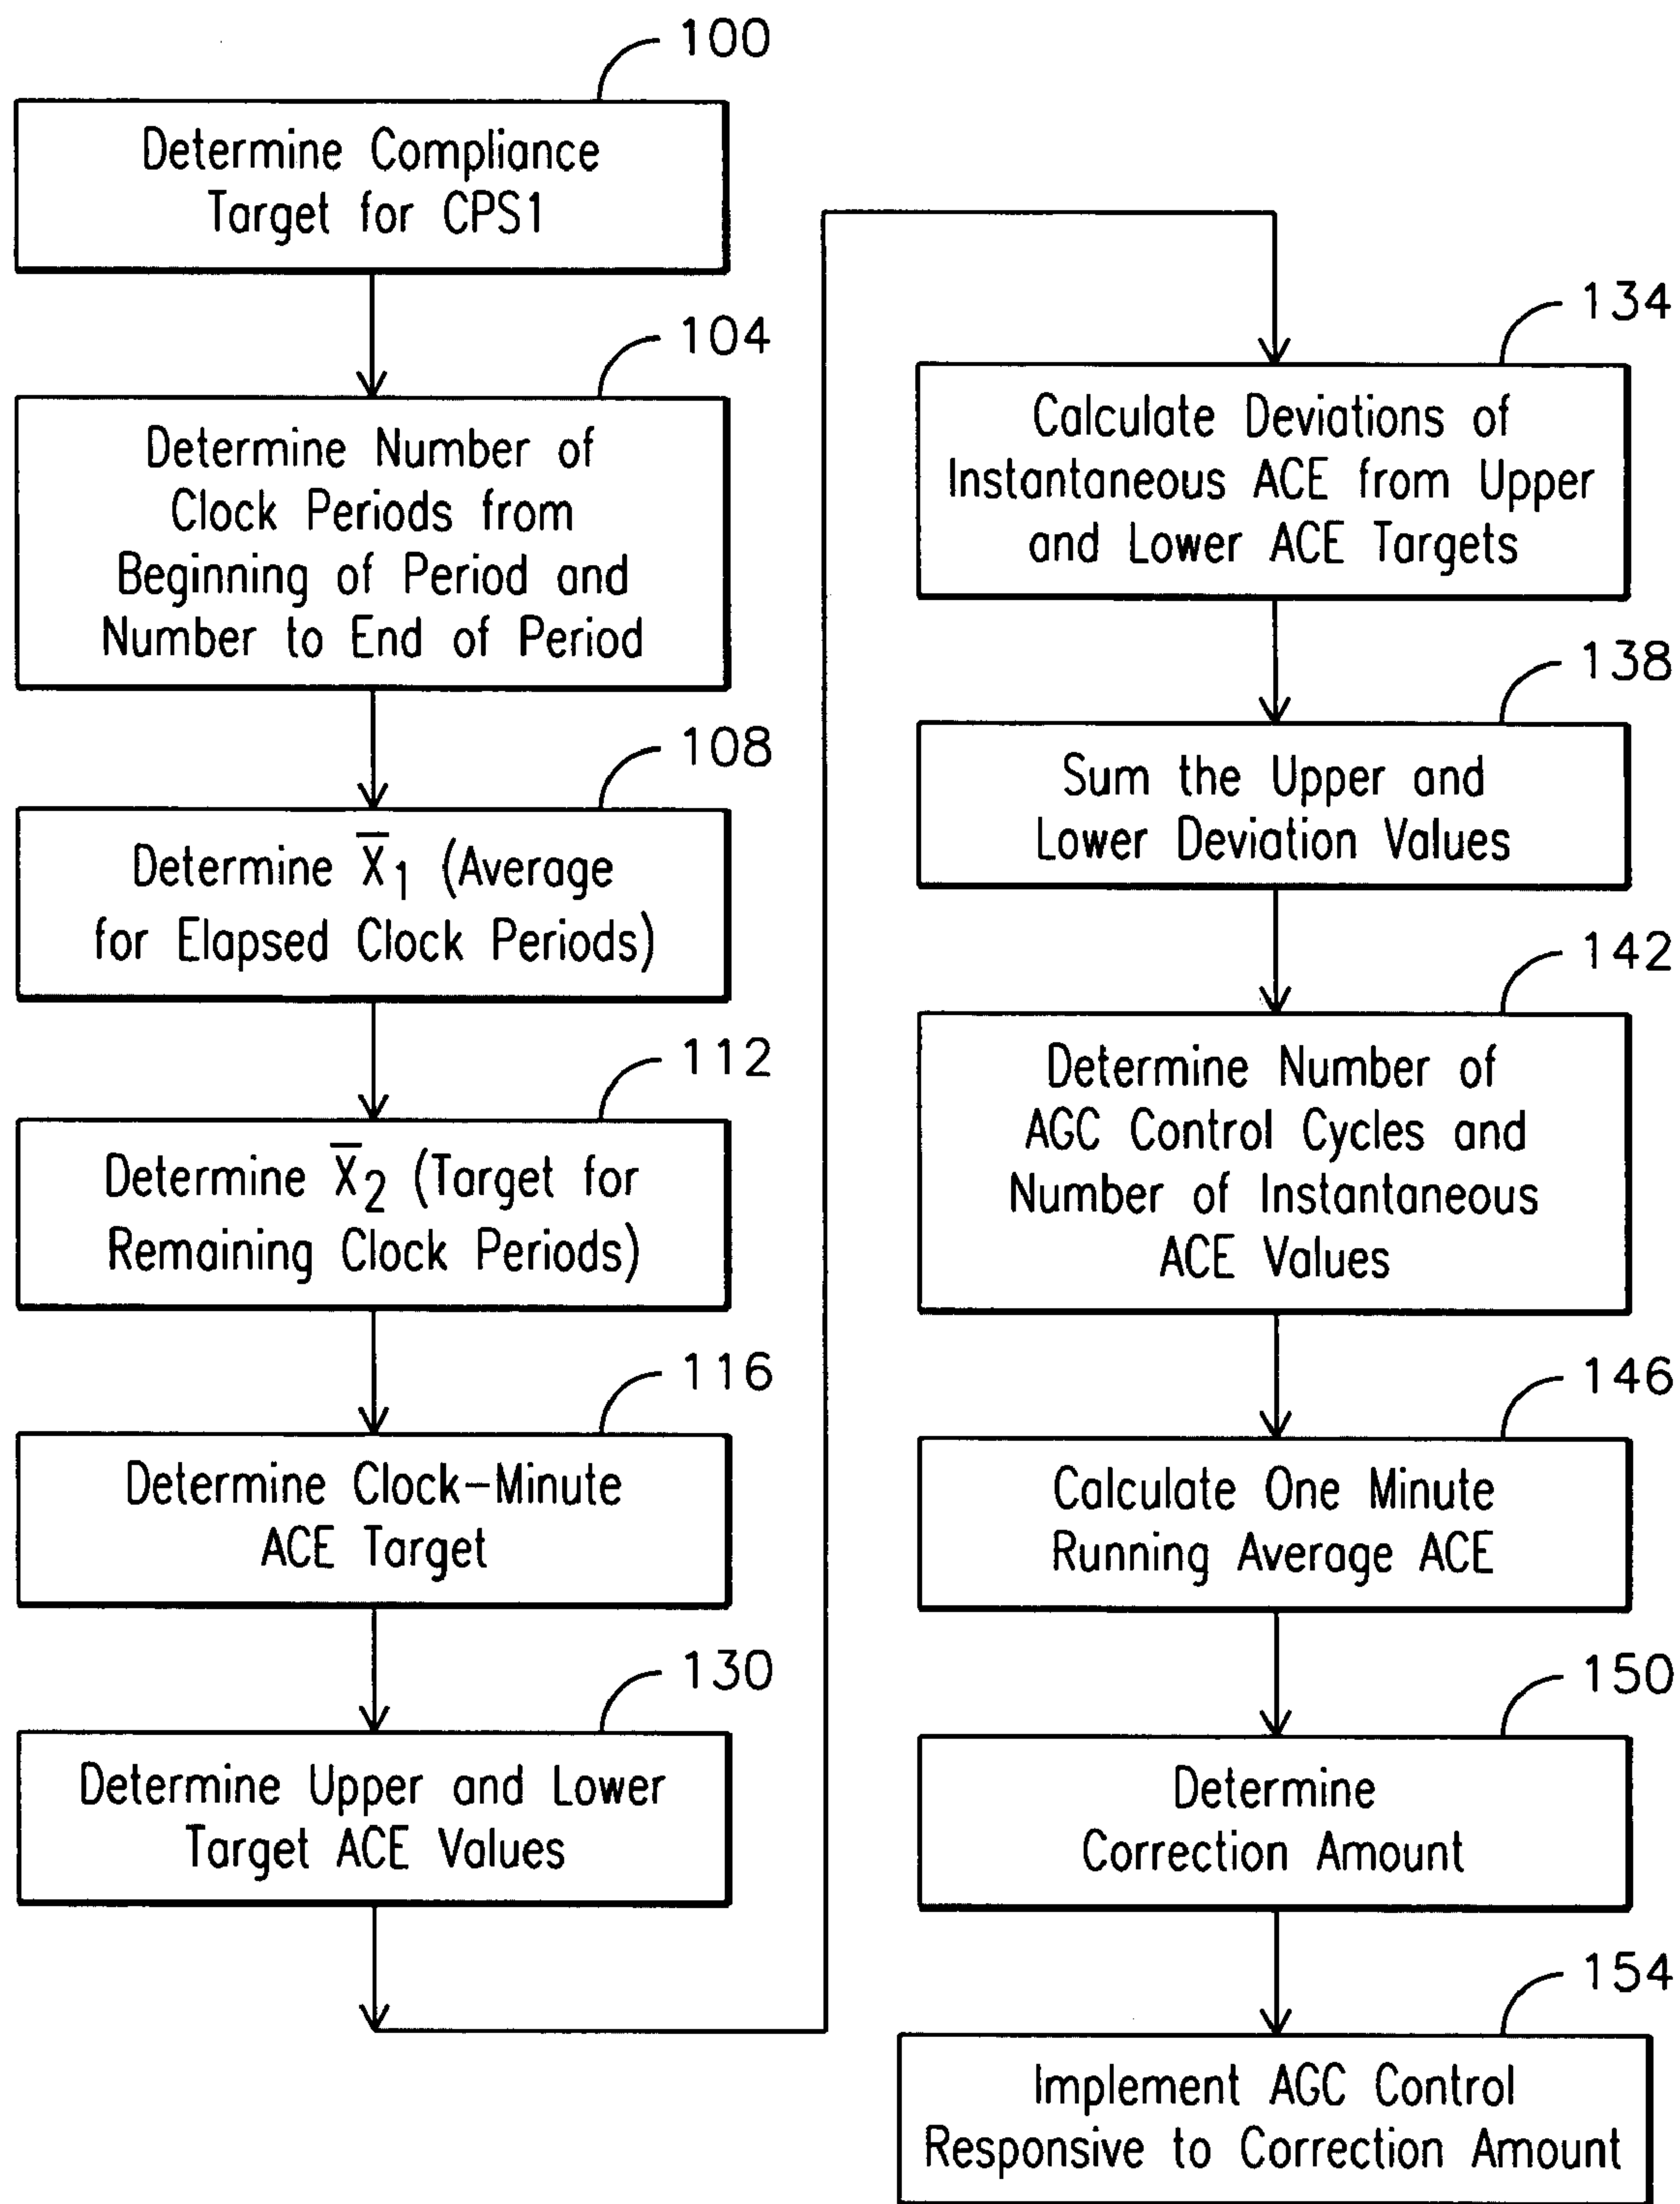 100
Determine Compliance
Target for CPS1
104
Determine Number of
Clock Periods from
Beginning of Period and
Number to End of Period
108
Determine X̅1 (Average
for Elapsed Clock Periods)
112
Determine X̅2 (Target for
Remaining Clock Periods)
116
Determine Clock-Minute
ACE Target
130
Determine Upper and Lower
Target ACE Values
134
Calculate Deviations of
Instantaneous ACE from Upper
and Lower ACE Targets
138
Sum the Upper and
Lower Deviation Values
142
Determine Number of
AGC Control Cycles and
Number of Instantaneous
ACE Values
146
Calculate One Minute
Running Average ACE
150
Determine
Correction Amount
154
Implement AGC Control
Responsive to Correction Amount